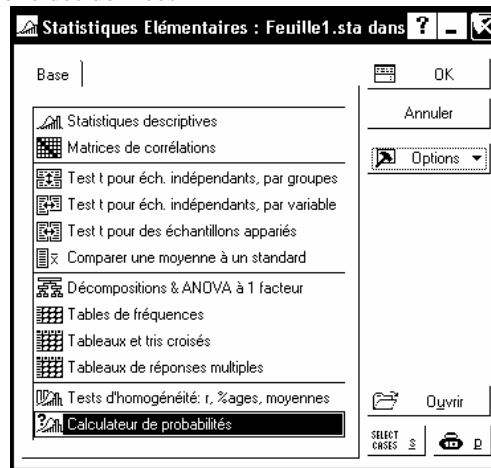 Statistiques Elémentaires : Feuille1.sta dans ? _ X
Base
OK
Annuler
Options
Statistiques descriptives
Matrices de corrélations
Test t pour éch. indépendants, par groupes
Test t pour éch. indépendants, par variable
Test t pour des échantillons appariés
Comparer une moyenne à un standard
Décompositions & ANOVA à 1 facteur
Tables de fréquences
Tableaux et tris croisés
Tableaux de réponses multiples
Tests d'homogénéité: r, %ages, moyennes
Calculateur de probabilités
Ouvrir
SELECT CASES S D